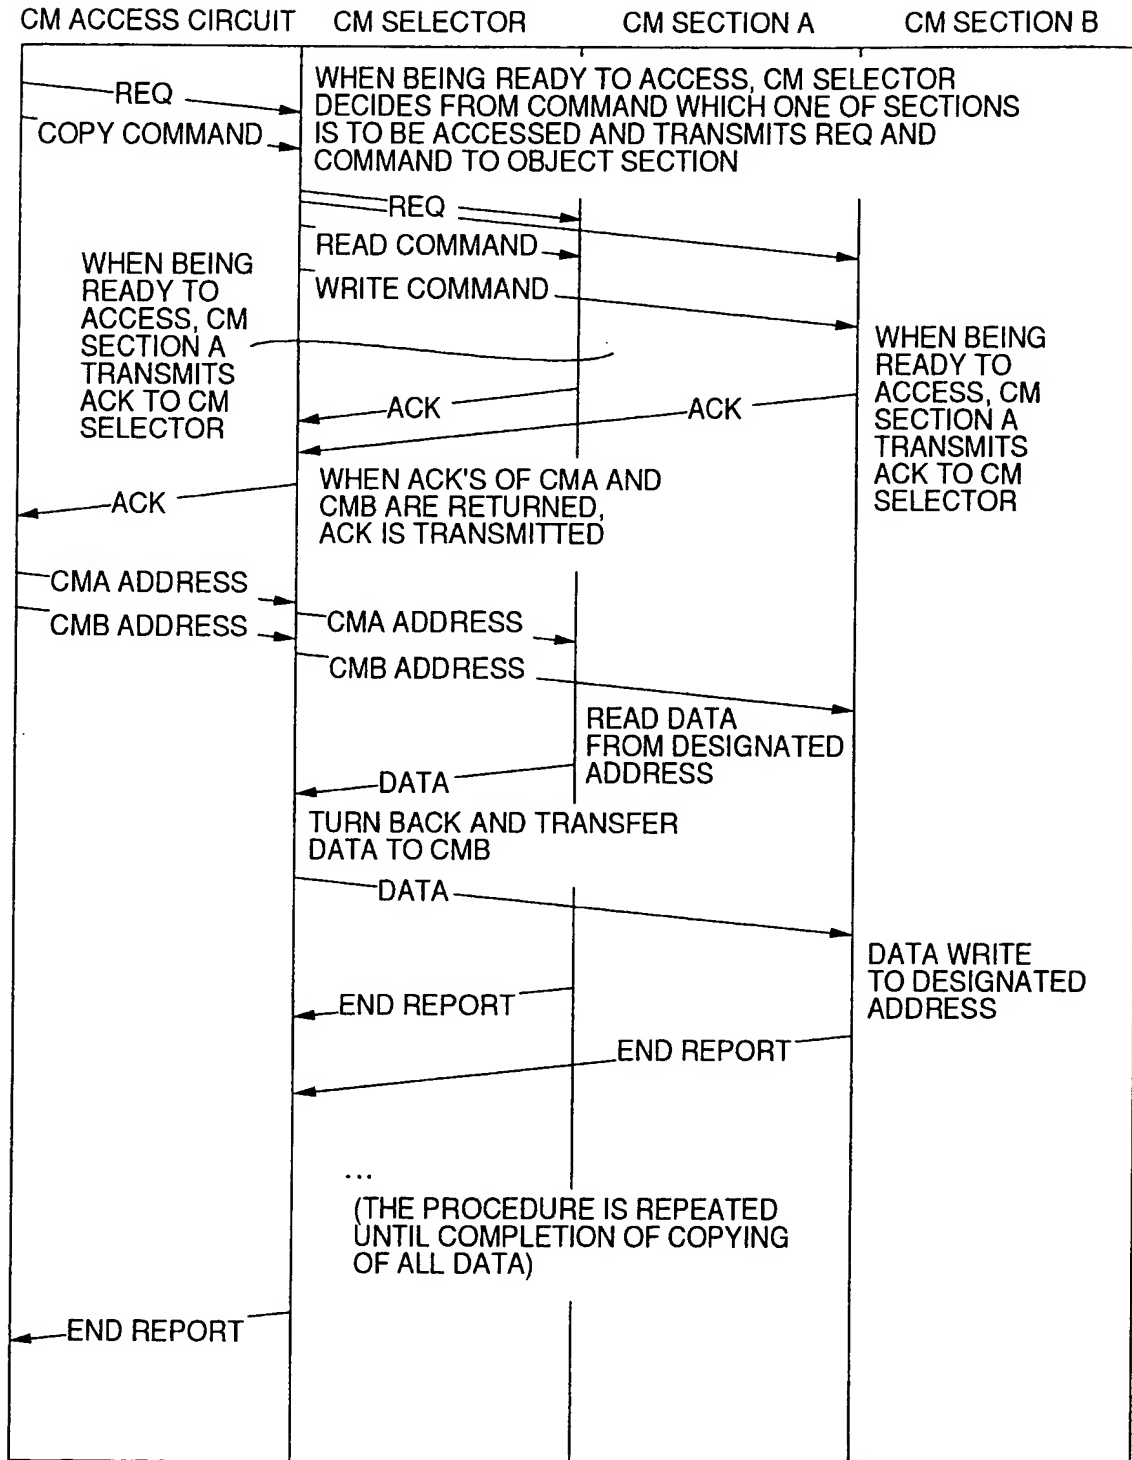 CM ACCESS CIRCUIT CM SELECTOR CM SECTION A CM SECTION B
REQ
COPY COMMAND
WHEN BEING READY TO ACCESS, CM SELECTOR
DECIDES FROM COMMAND WHICH ONE OF SECTIONS
IS TO BE ACCESSED AND TRANSMITS REQ AND
COMMAND TO OBJECT SECTION
REQ
READ COMMAND
WRITE COMMAND
WHEN BEING
READY TO
ACCESS, CM
SECTION A
TRANSMITS
ACK TO CM
SELECTOR
WHEN BEING
READY TO
ACCESS, CM
SECTION A
TRANSMITS
ACK TO CM
SELECTOR
ACK
ACK
ACK
WHEN ACK'S OF CMA AND
CMB ARE RETURNED,
ACK IS TRANSMITTED
CMA ADDRESS
CMB ADDRESS
CMA ADDRESS
CMB ADDRESS
READ DATA
FROM DESIGNATED
ADDRESS
DATA
TURN BACK AND TRANSFER
DATA TO CMB
DATA
DATA WRITE
TO DESIGNATED
ADDRESS
END REPORT
END REPORT
...
(THE PROCEDURE IS REPEATED
UNTIL COMPLETION OF COPYING
OF ALL DATA)
END REPORT